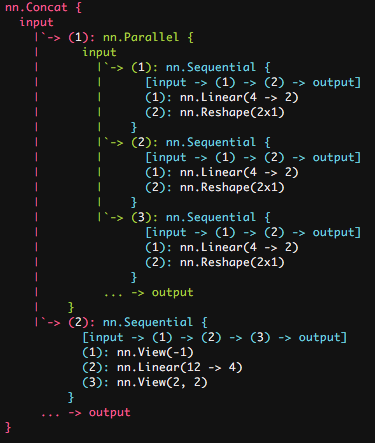 nn.Concat {
  input
    |`-> (1): nn.Parallel {
    |      input
    |        |`-> (1): nn.Sequential {
    |        |      [input -> (1) -> (2) -> output]
    |        |      (1): nn.Linear(4 -> 2)
    |        |      (2): nn.Reshape(2x1)
    |        |    }
    |        |`-> (2): nn.Sequential {
    |        |      [input -> (1) -> (2) -> output]
    |        |      (1): nn.Linear(4 -> 2)
    |        |      (2): nn.Reshape(2x1)
    |        |    }
    |        |`-> (3): nn.Sequential {
    |               [input -> (1) -> (2) -> output]
    |               (1): nn.Linear(4 -> 2)
    |               (2): nn.Reshape(2x1)
    |             }
    |         ... -> output
    |    }
    |`-> (2): nn.Sequential {
           [input -> (1) -> (2) -> (3) -> output]
           (1): nn.View(-1)
           (2): nn.Linear(12 -> 4)
           (3): nn.View(2, 2)
         }
     ... -> output
}